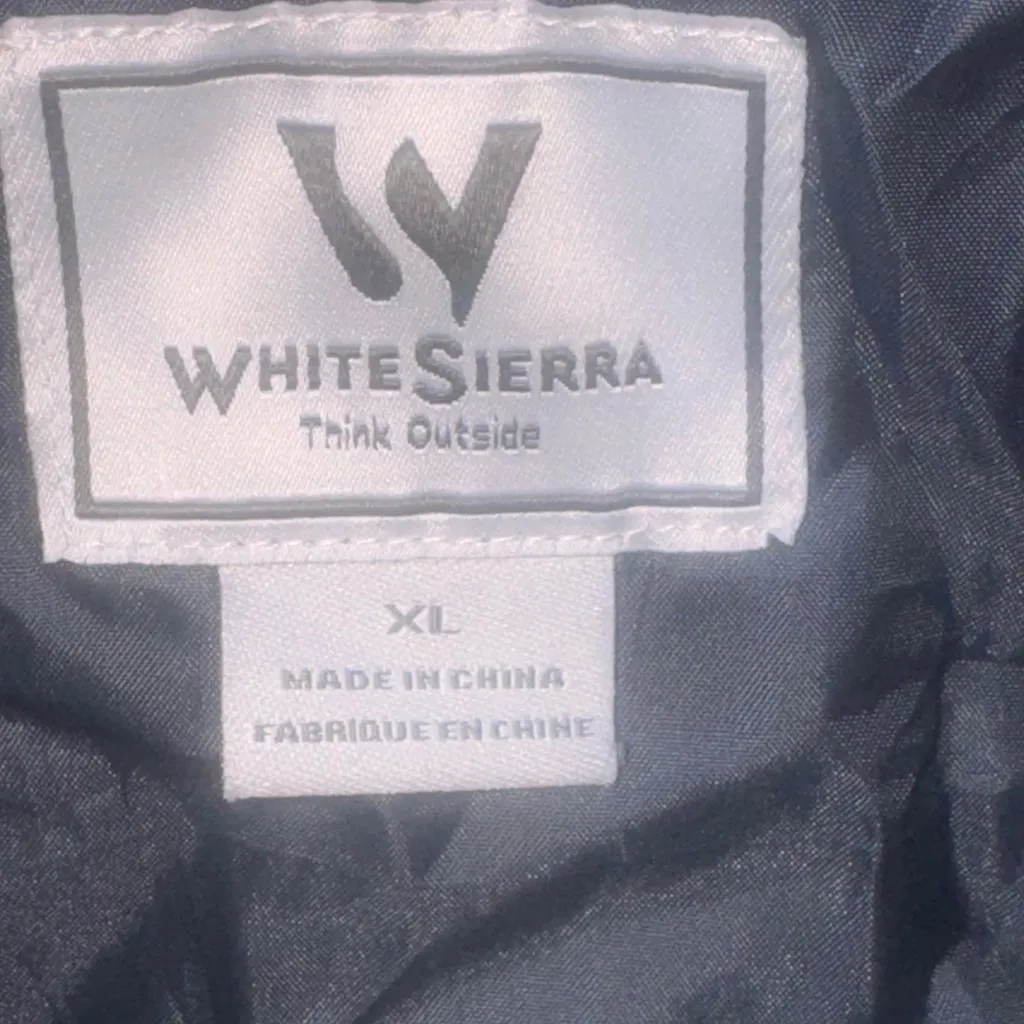 WHITE SIERRA
Think Outside
XL
MADE IN CHINA
FABRIQUE EN CHINE